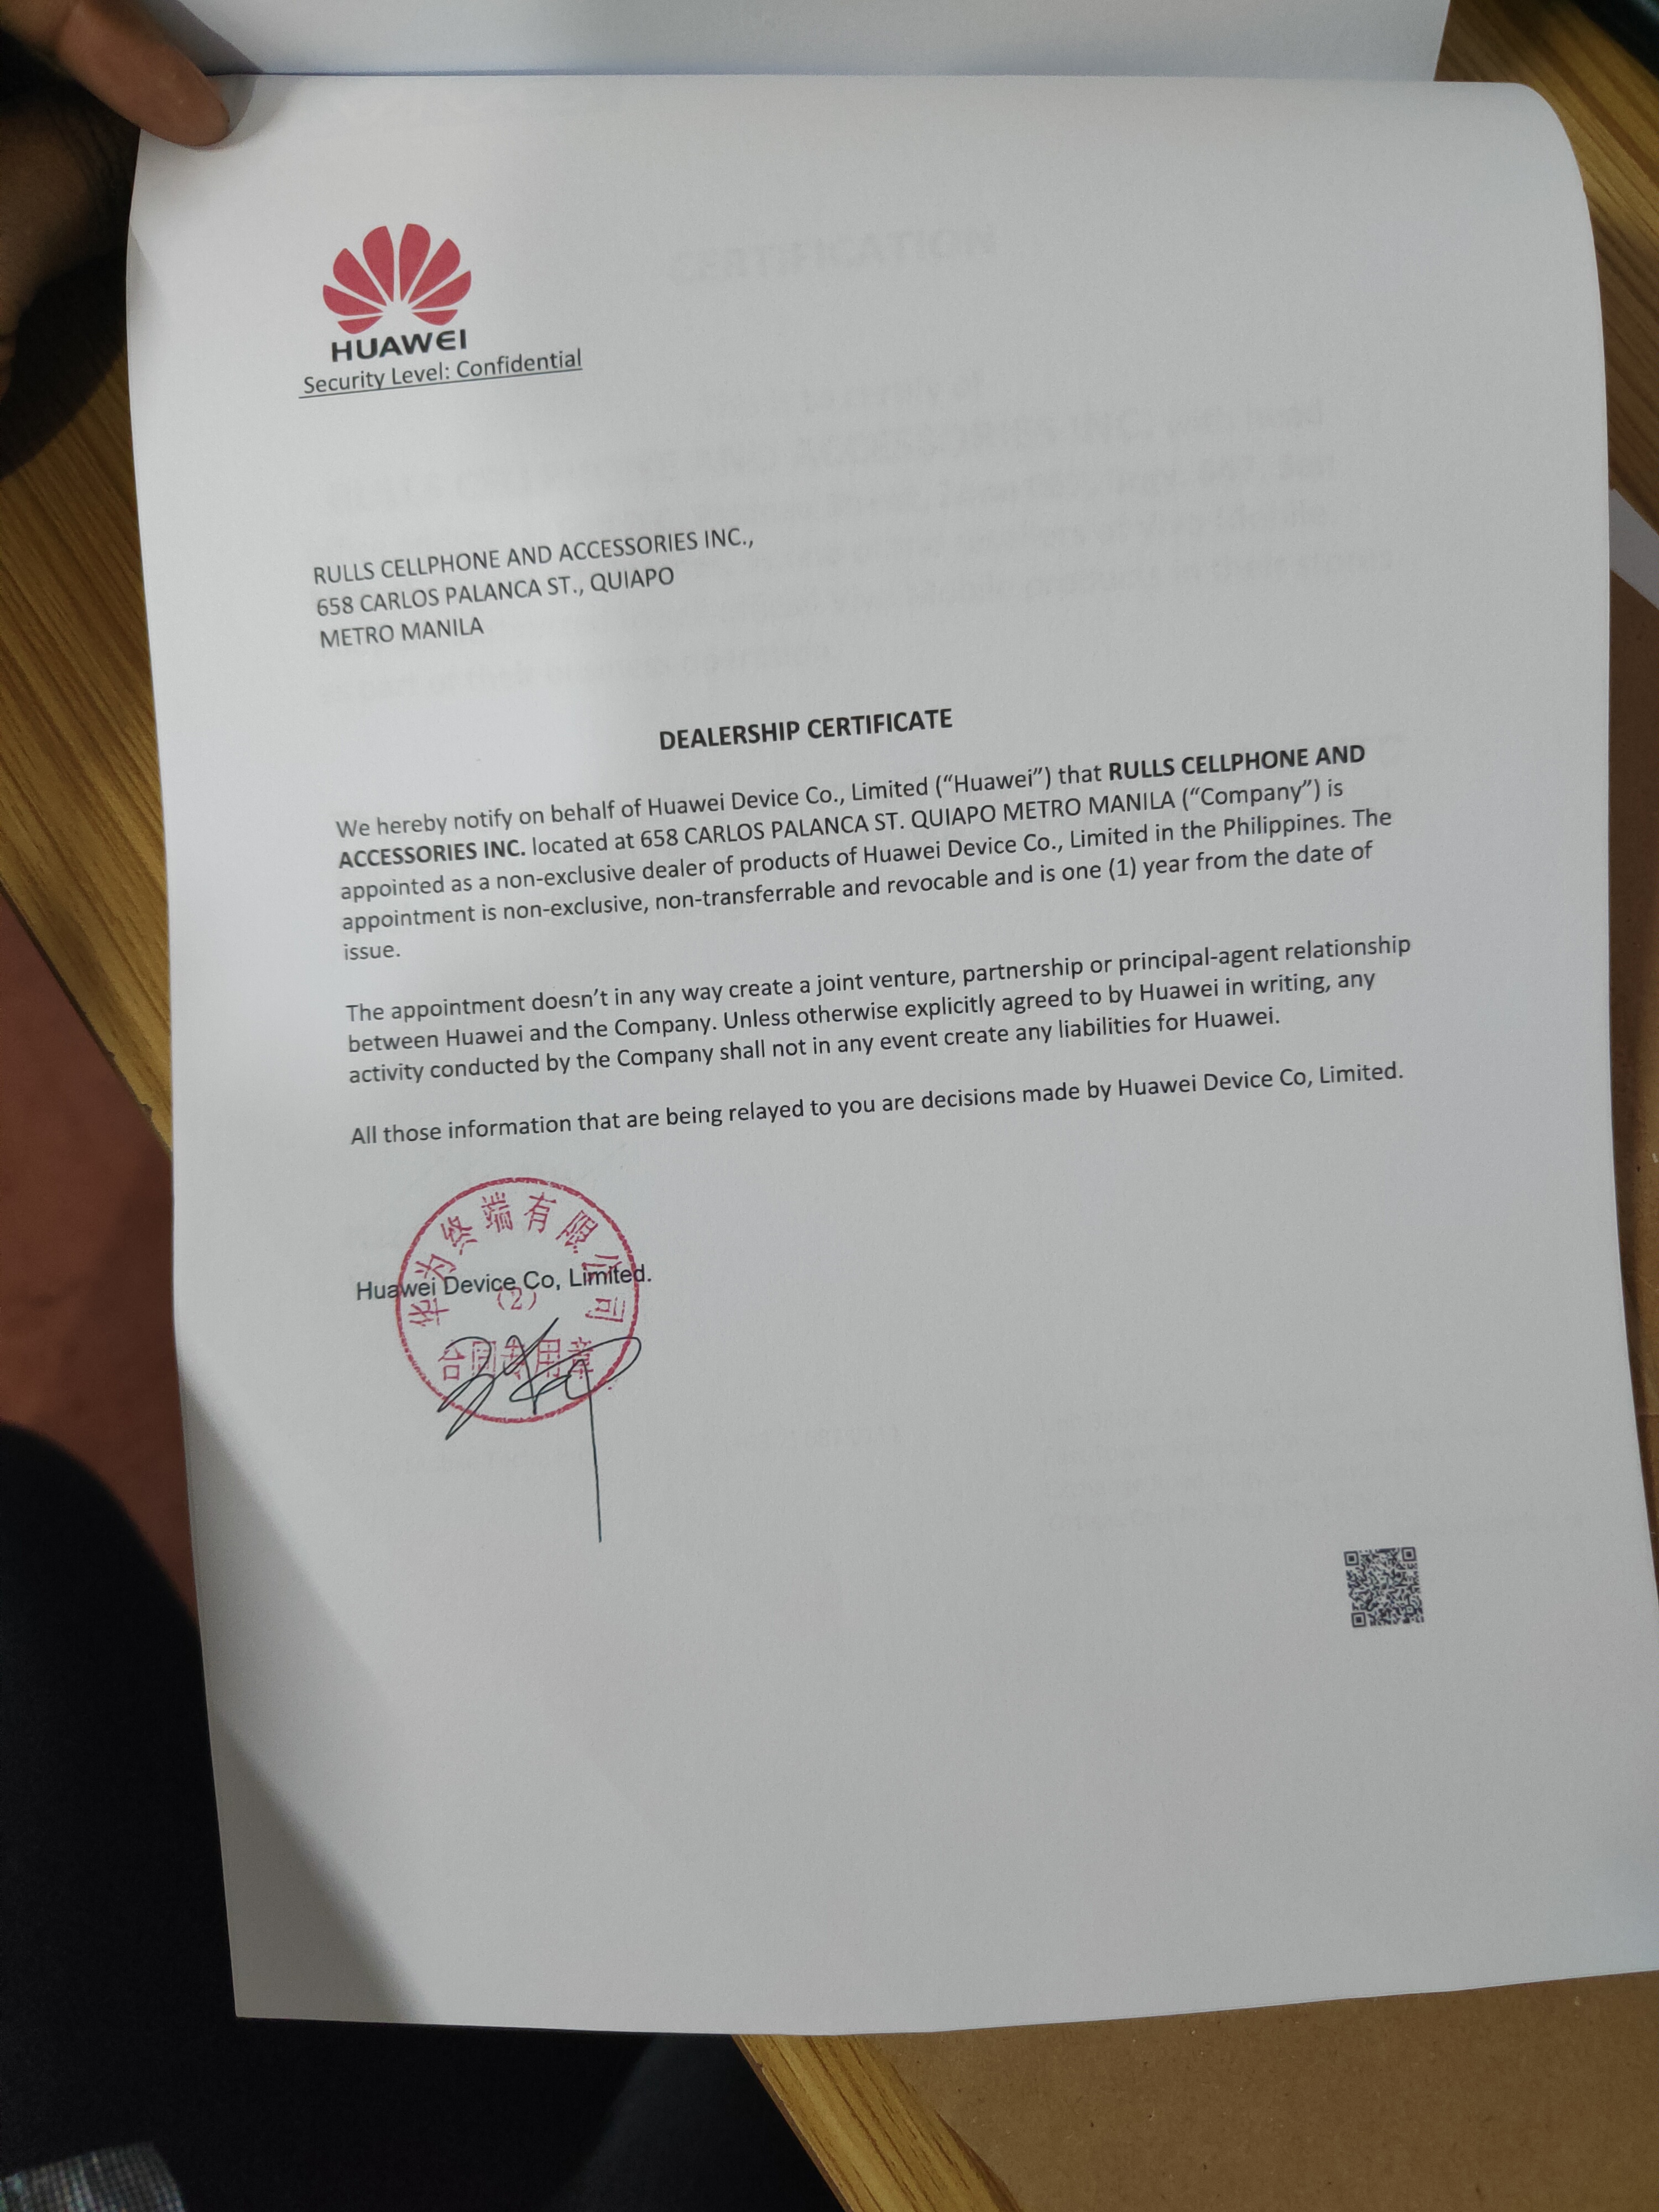 HUAWEI
Security Level: Confidential
RULLS CELLPHONE AND ACCESSORIES INC.,
658 CARLOS PALANCA ST., QUIAPO
METRO MANILA
DEALERSHIP CERTIFICATE
We hereby notify on behalf of Huawei Device Co., Limited (“Huawei”) that RULLS CELLPHONE AND
ACCESSORIES INC. located at 658 CARLOS PALANCA ST. QUIAPO METRO MANILA (“Company”) is
appointed as a non-exclusive dealer of products of Huawei Device Co., Limited in the Philippines. The
appointment is non-exclusive, non-transferrable and revocable and is one (1) year from the date of
issue.
The appointment doesn’t in any way create a joint venture, partnership or principal-agent relationship
between Huawei and the Company. Unless otherwise explicitly agreed to by Huawei in writing, any
activity conducted by the Company shall not in any event create any liabilities for Huawei.
All those information that are being relayed to you are decisions made by Huawei Device Co, Limited.
华为终端有限公司
Huawei Device Co, Limited.
(2)
合同专用章
CERTIFICATION